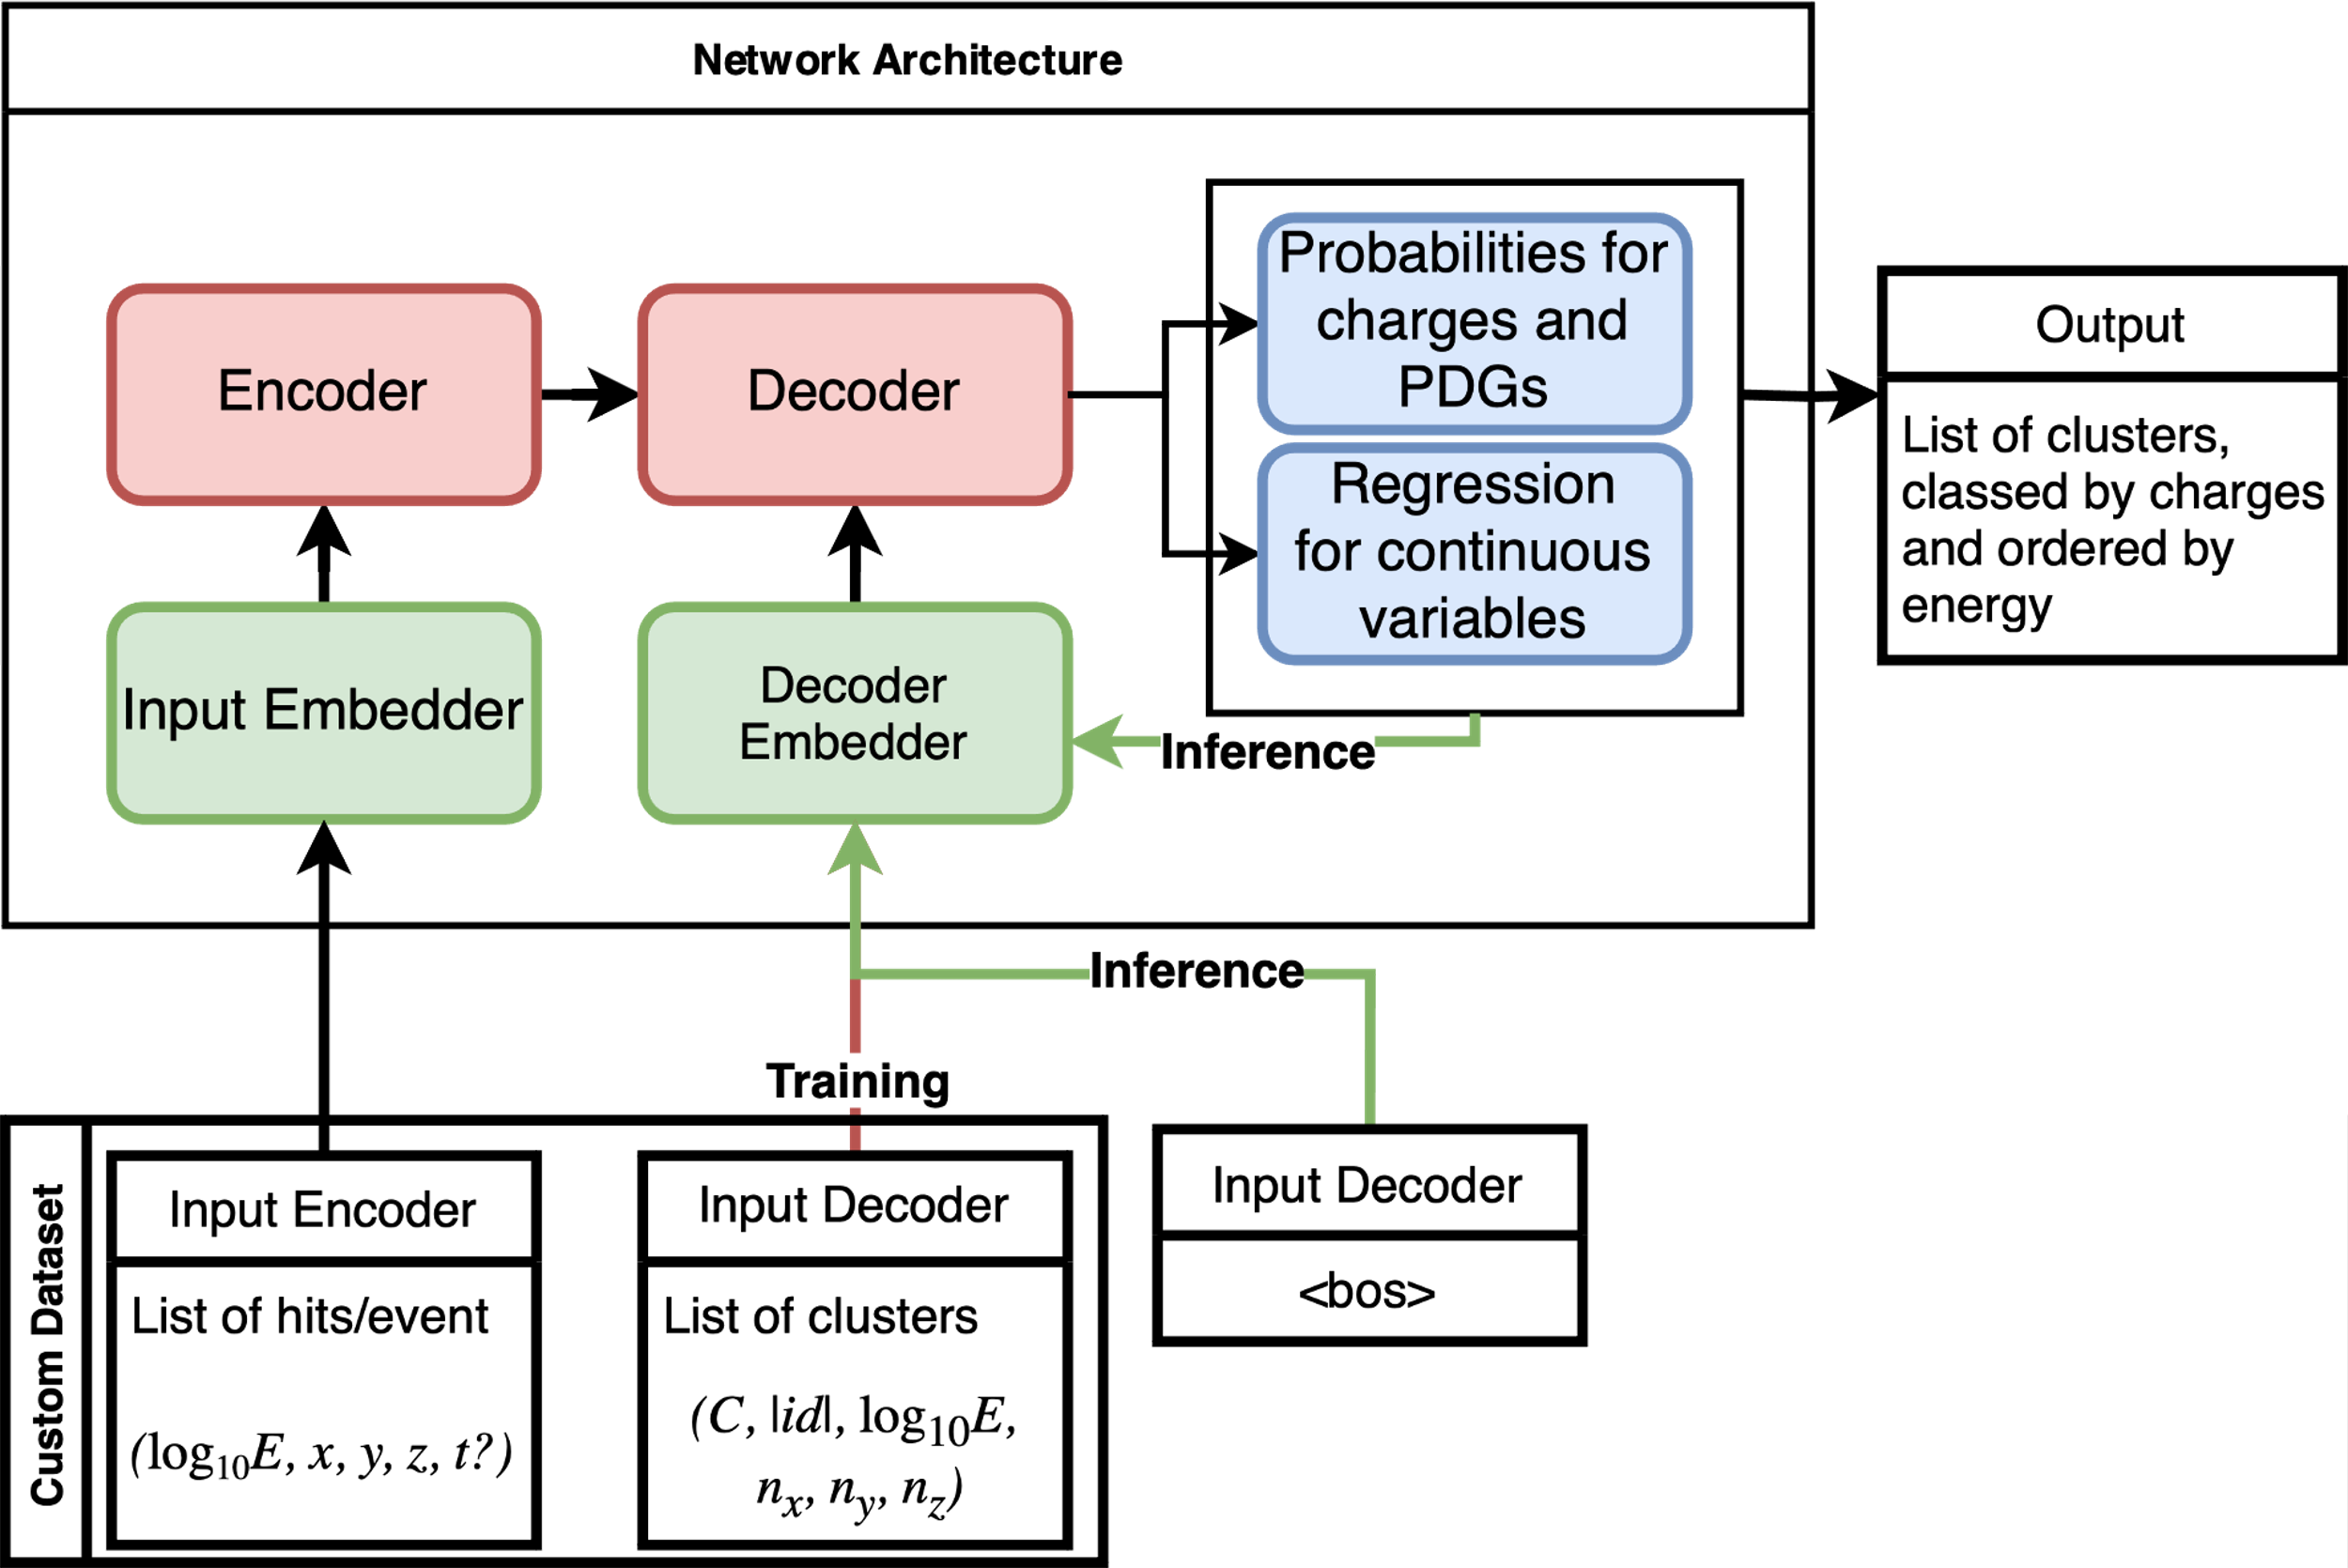 Network Architecture
Encoder
Decoder
Probabilities for
charges and
PDGs
Regression
for continuous
variables
Output
List of clusters,
classed by charges
and ordered by
energy
Input Embedder
Decoder
Embedder
Inference
Inference
Training
Custom Dataset
Input Encoder
List of hits/event
(log₁₀E, x, y, z, t?)
Input Decoder
List of clusters
(C, |id|, log₁₀E,
nₓ, n_y, n_z)
Input Decoder
<bos>